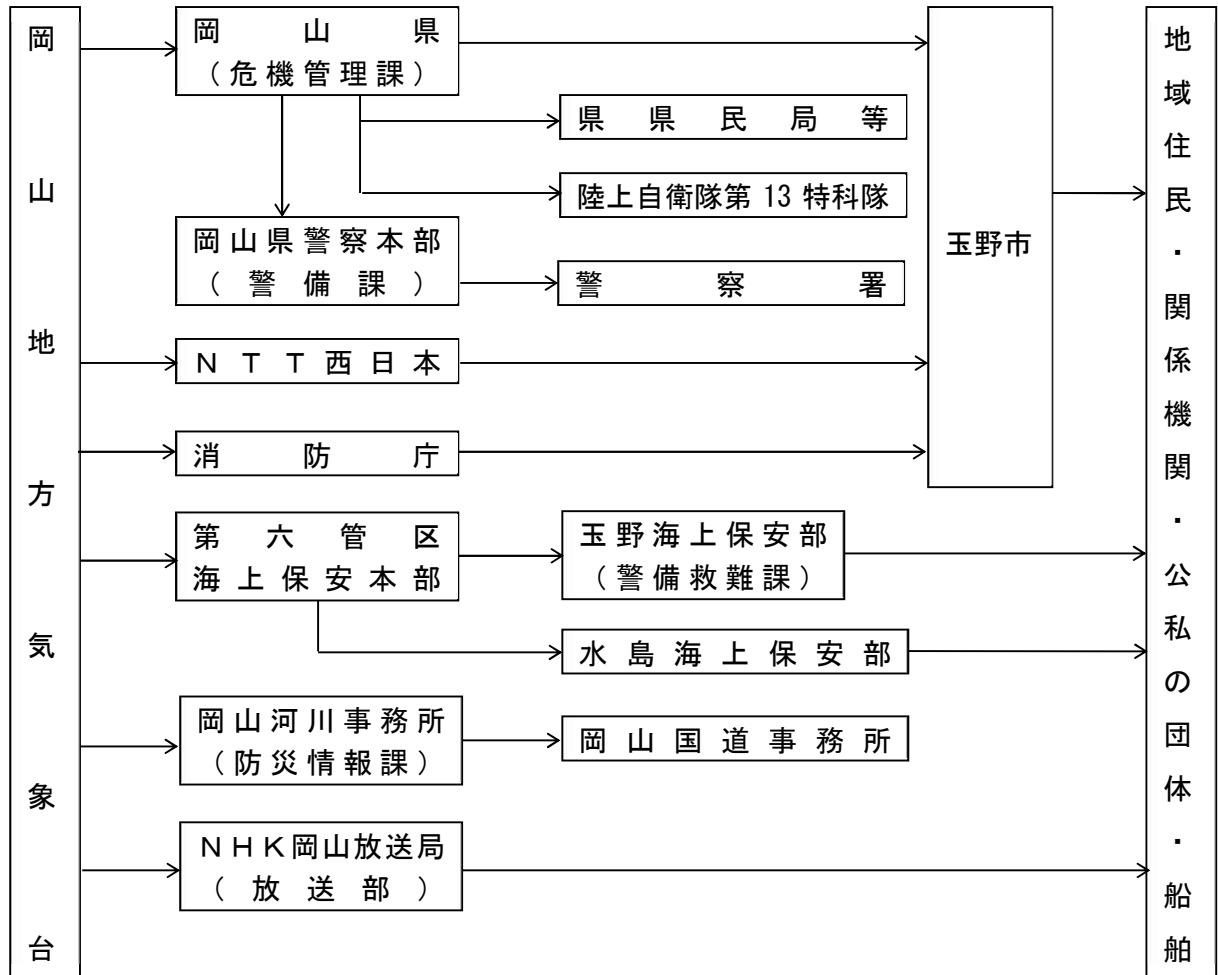 岡山地方気象台
岡山県
（危機管理課）
県県民局等
陸上自衛隊第13特科隊
岡山県警察本部
（警備課）
警察署
ＮＴＴ西日本
消防庁
玉野市
第六管区
海上保安本部
玉野海上保安部
（警備救難課）
水島海上保安部
岡山河川事務所
（防災情報課）
岡山国道事務所
ＮＨＫ岡山放送局
（放送部）
地域住民・関係機関・公私の団体・船舶